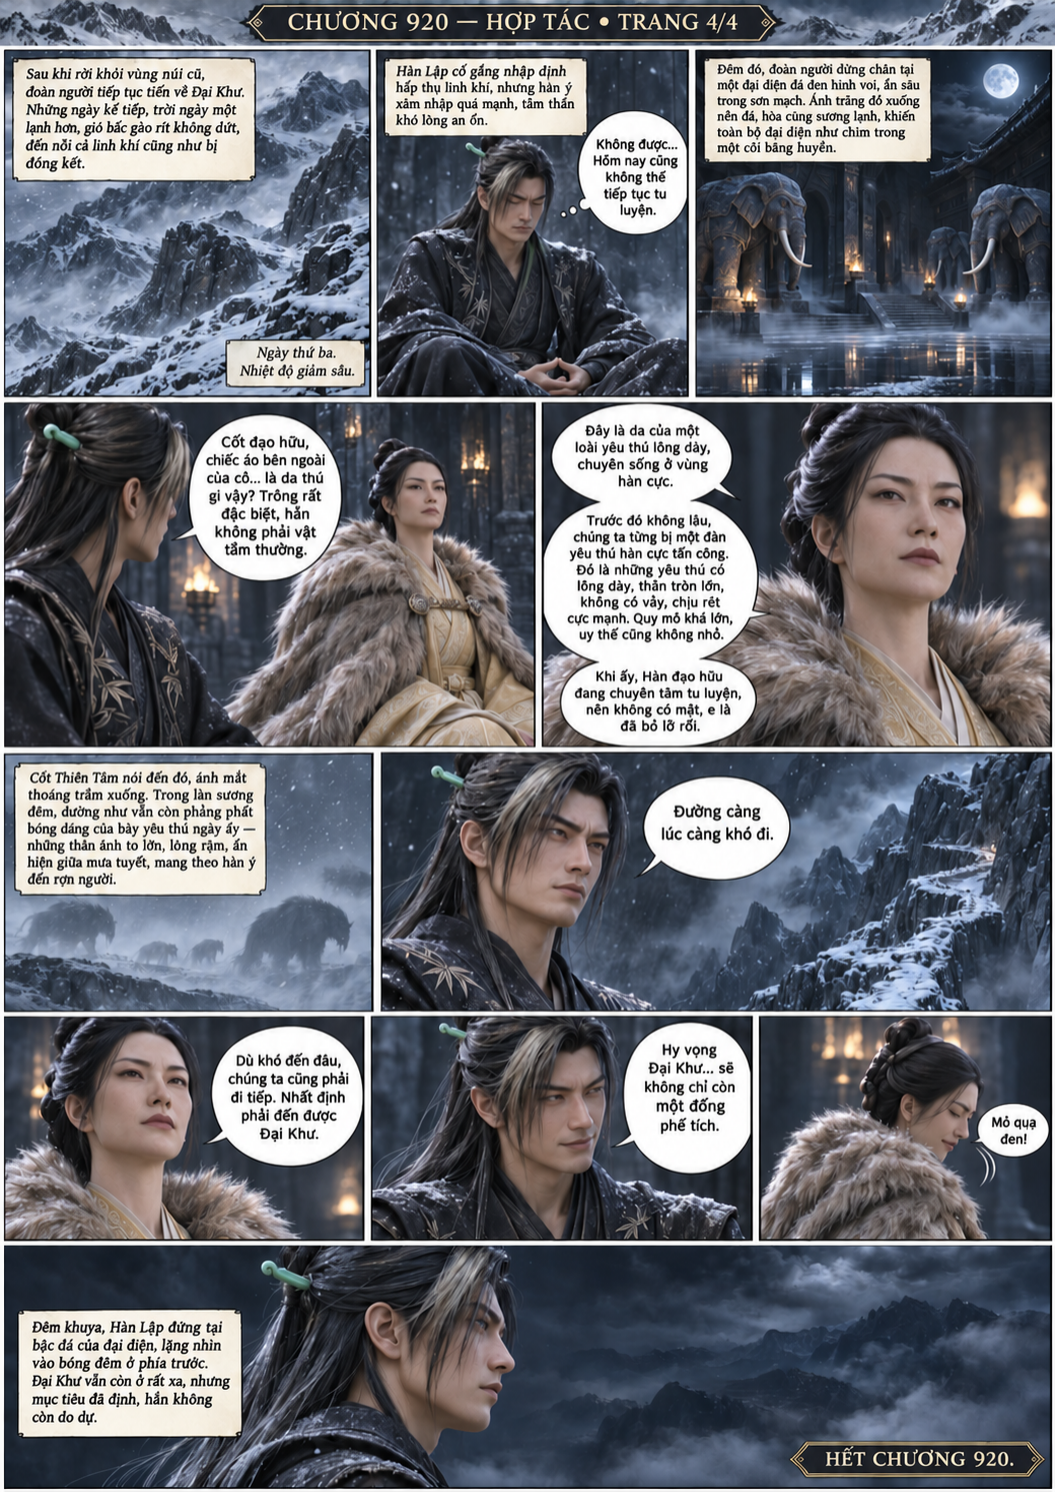 CHƯƠNG 920 — HỢP TÁC • TRANG 4/4
Sau khi rời khỏi vùng núi cũ,
đoàn người tiếp tục tiến về Đại Khư.
Những ngày kế tiếp, trời ngày một
lạnh hơn, gió bấc gào rít không dứt,
đến nỗi cả linh khí cũng như bị
đóng kết.
Ngày thứ ba.
Nhiệt độ giảm sâu.
Hàn Lập cố gắng nhập định
hấp thụ linh khí, nhưng hàn ý
xâm nhập quá mạnh, tâm thần
khó lòng an ổn.
Không được...
Hôm nay cũng
không thể
tiếp tục tu
luyện.
Đêm đó, đoàn người dừng chân tại
một đại điện đá đen hình voi, ẩn sâu
trong sơn mạch. Ánh trăng đổ xuống
nền đá, hòa cùng sương lạnh, khiến
toàn bộ đại điện như chìm trong
một cõi băng huyền.
Cốt đạo hữu,
chiếc áo bên ngoài
của cô... là da thú
gì vậy? Trông rất
đặc biệt, hẳn
không phải vật
tầm thường.
Đây là da của một
loài yêu thú lông dày,
chuyên sống ở vùng
hàn cực.
Trước đó không lâu,
chúng ta từng bị một đàn
yêu thú hàn cực tấn công.
Đó là những yêu thú có
lông dày, thân tròn lớn,
không có vảy, chịu rét
cực mạnh. Quy mô khá lớn,
uy thế cũng không nhỏ.
Khi ấy, Hàn đạo hữu
đang chuyên tâm tu luyện,
nên không có mặt, e là
đã bỏ lỡ rồi.
Cốt Thiên Tâm nói đến đó, ánh mắt
thoáng trầm xuống. Trong làn sương
đêm, dường như vẫn còn phảng phất
bóng dáng của bày yêu thú ngày ấy —
những thân ảnh to lớn, lông rậm, ẩn
hiện giữa mưa tuyết, mang theo hàn ý
đến rợn người.
Đường càng
lúc càng khó đi.
Dù khó đến đâu,
chúng ta cũng phải
đi tiếp. Nhất định
phải đến được
Đại Khư.
Hy vọng
Đại Khư... sẽ
không chỉ còn
một đống
phế tích.
Mỏ quạ
đen!
Đêm khuya, Hàn Lập đứng tại
bậc đá của đại điện, lặng nhìn
vào bóng đêm ở phía trước.
Đại Khư vẫn còn ở rất xa, nhưng
mục tiêu đã định, hắn không
còn do dự.
HẾT CHƯƠNG 920.